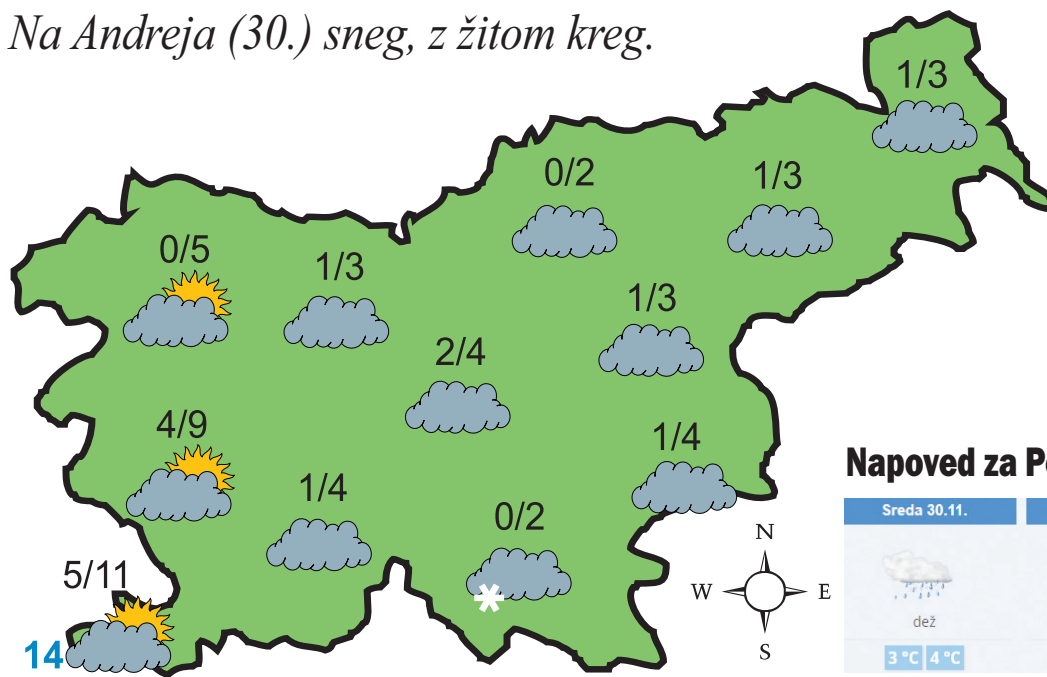 Na Andreja (30.) sneg, z žitom kreg.
1/3
0/2
1/3
0/5
1/3
1/3
2/4
4/9
1/4
1/4
0/2
5/11
14
N
W
E
S
Napoved za
Sreda 30.11.
dež
3 °C 4 °C